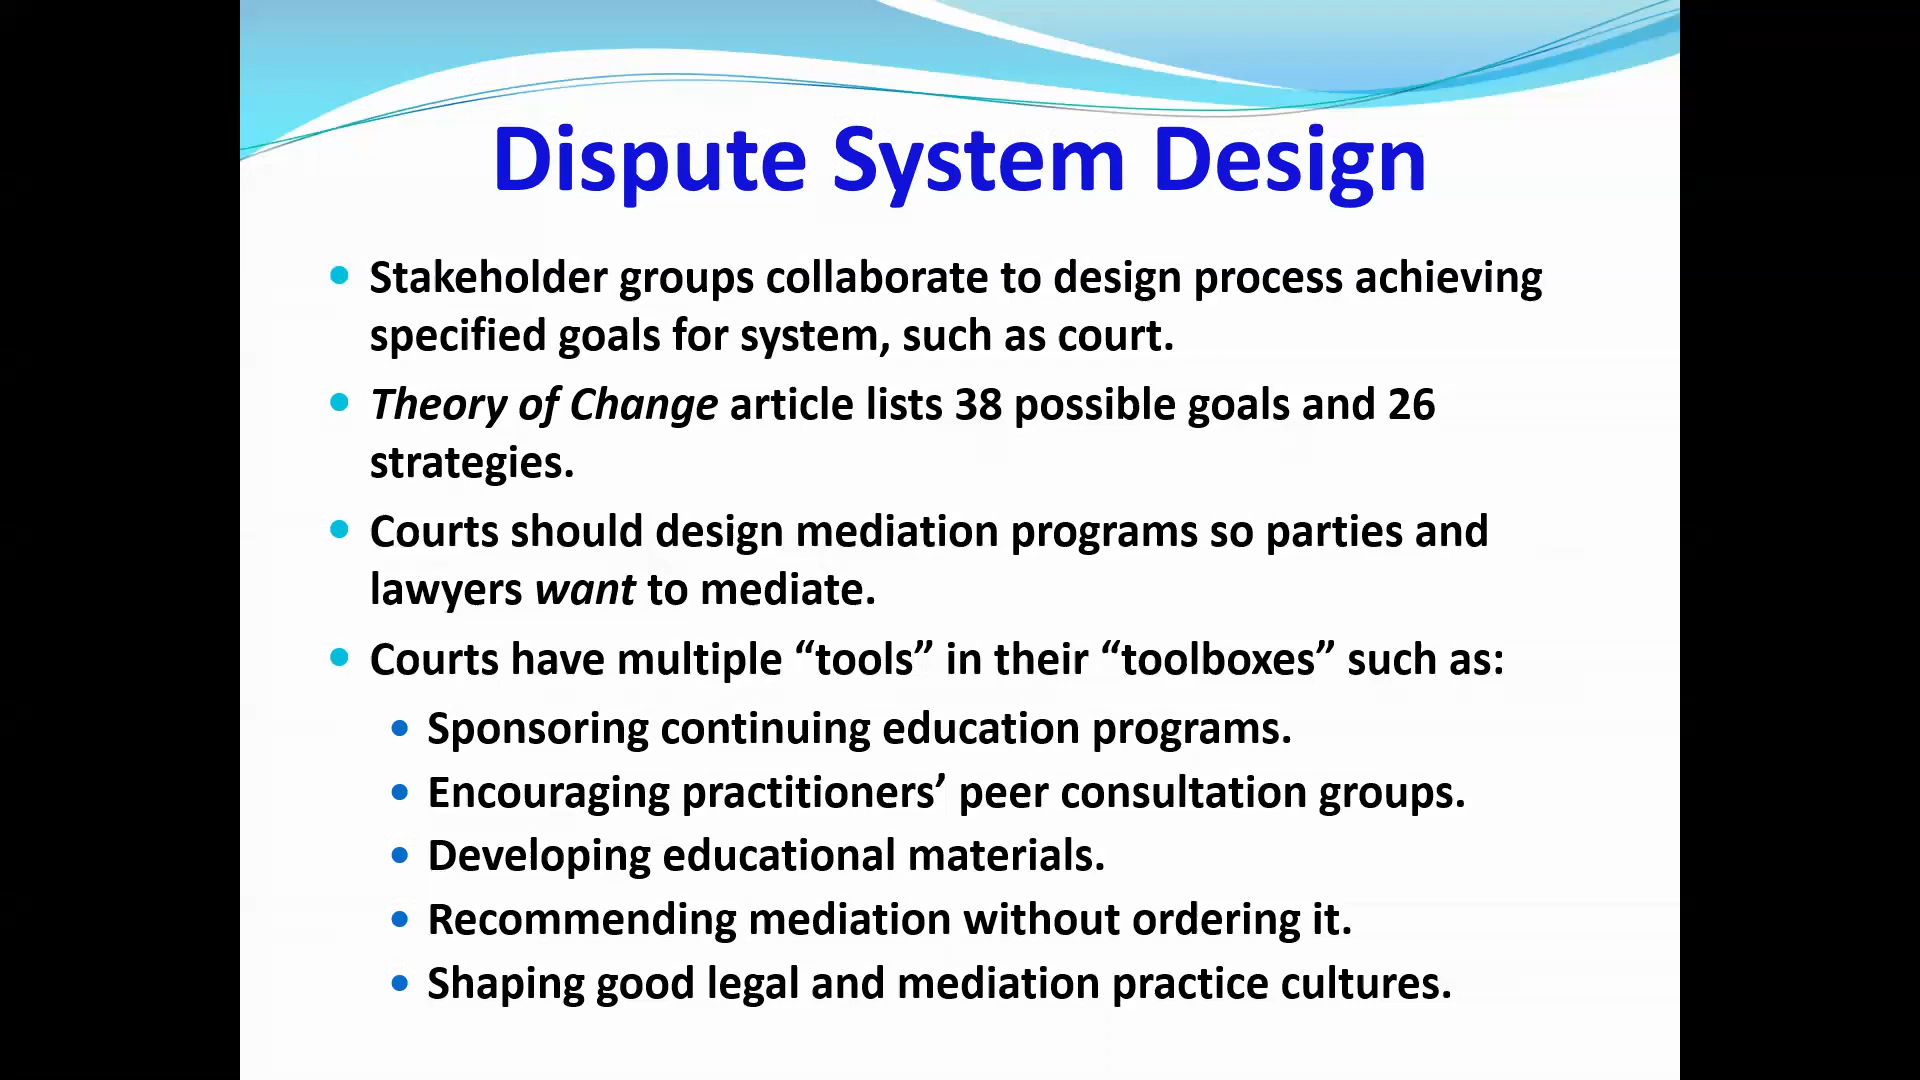 Dispute System Design
• Stakeholder groups collaborate to design process achieving
specified goals for system, such as court.
• Theory of Change article lists 38 possible goals and 26
strategies.
• Courts should design mediation programs so parties and
lawyers want to mediate.
• Courts have multiple “tools” in their “toolboxes” such as:
• Sponsoring continuing education programs.
• Encouraging practitioners’ peer consultation groups.
• Developing educational materials.
• Recommending mediation without ordering it.
• Shaping good legal and mediation practice cultures.